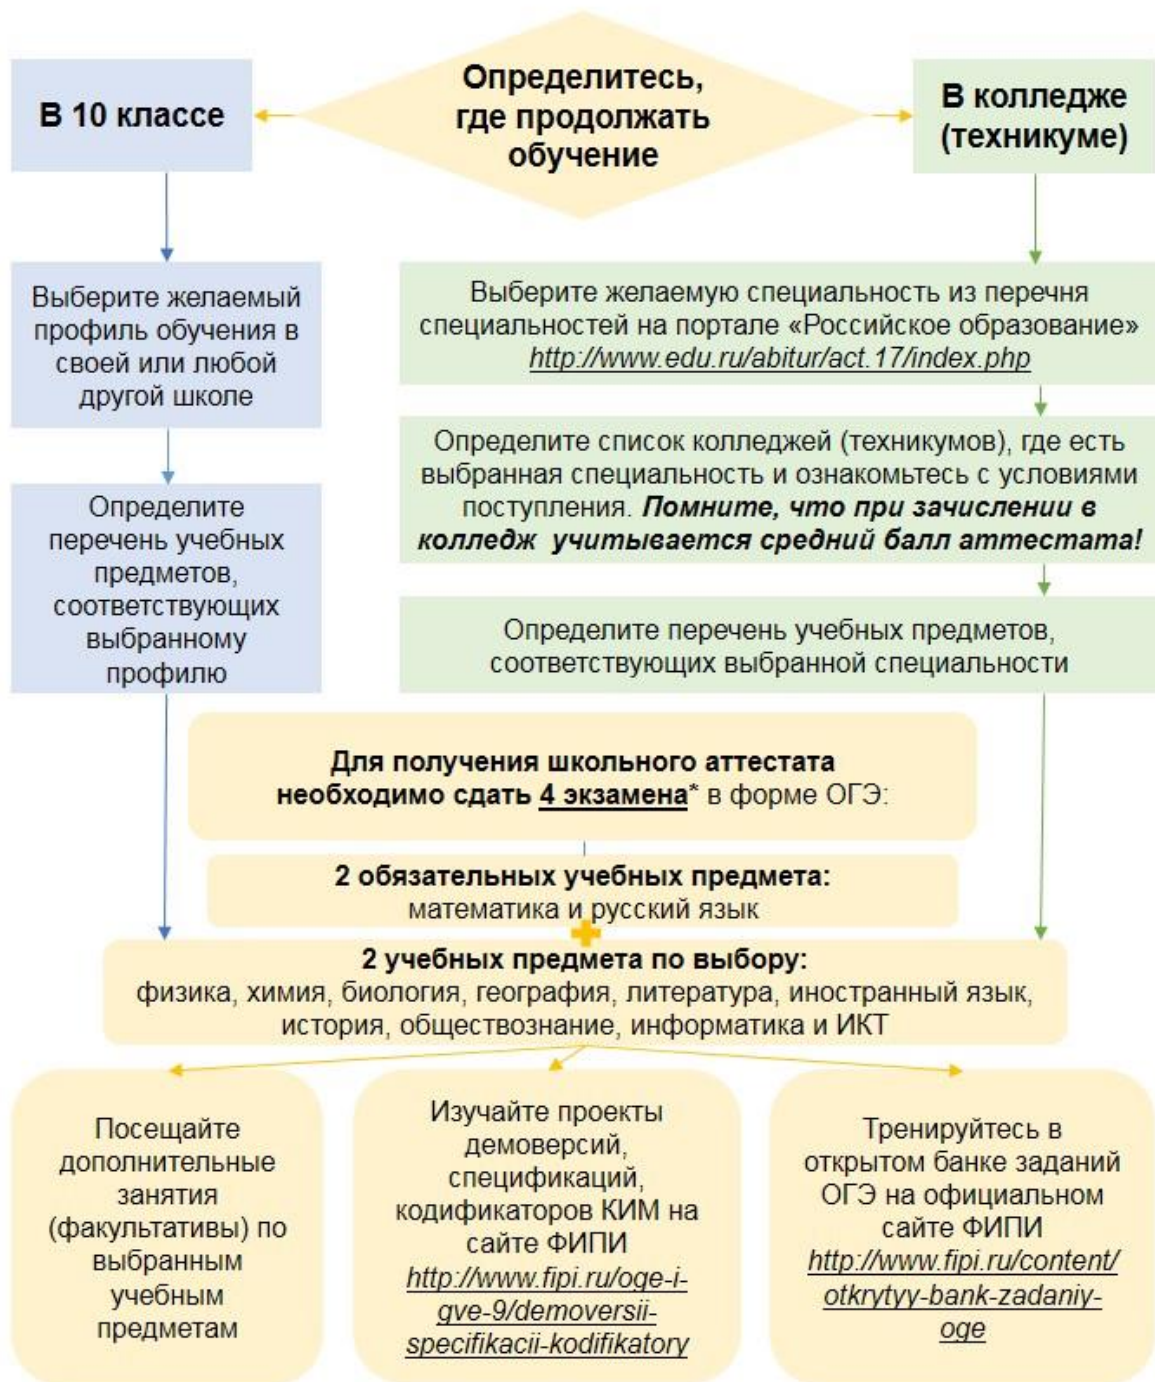 Определитесь,
где продолжать
обучение
В 10 классе
В колледже
(техникуме)
Выберите желаемый
профиль обучения в
своей или любой
другой школе
Определите
перечень учебных
предметов,
соответствующих
выбранному
профилю
Выберите желаемую специальность из перечня
специальностей на портале «Российское образование»
http://www.edu.ru/abitur/act.17/index.php
Определите список колледжей (техникумов), где есть
выбранная специальность и ознакомьтесь с условиями
поступления. Помните, что при зачислении в
колледж учитывается средний балл аттестата!
Определите перечень учебных предметов,
соответствующих выбранной специальности
Для получения школьного аттестата
необходимо сдать 4 экзамена* в форме ОГЭ:
2 обязательных учебных предмета:
математика и русский язык
2 учебных предмета по выбору:
физика, химия, биология, география, литература, иностранный язык,
история, обществознание, информатика и ИКТ
Посещайте
дополнительные
занятия
(факультативы) по
выбранным
учебным
предметам
Изучайте проекты
демоверсий,
спецификаций,
кодификаторов КИМ на
сайте ФИПИ
http://www.fipi.ru/oge-i-
gve-9/demoversii-
specifikacii-kodifikatory
Тренируйтесь в
открытом банке заданий
ОГЭ на официальном
сайте ФИПИ
http://www.fipi.ru/content/
otkrytyy-bank-zadaniy-
oge